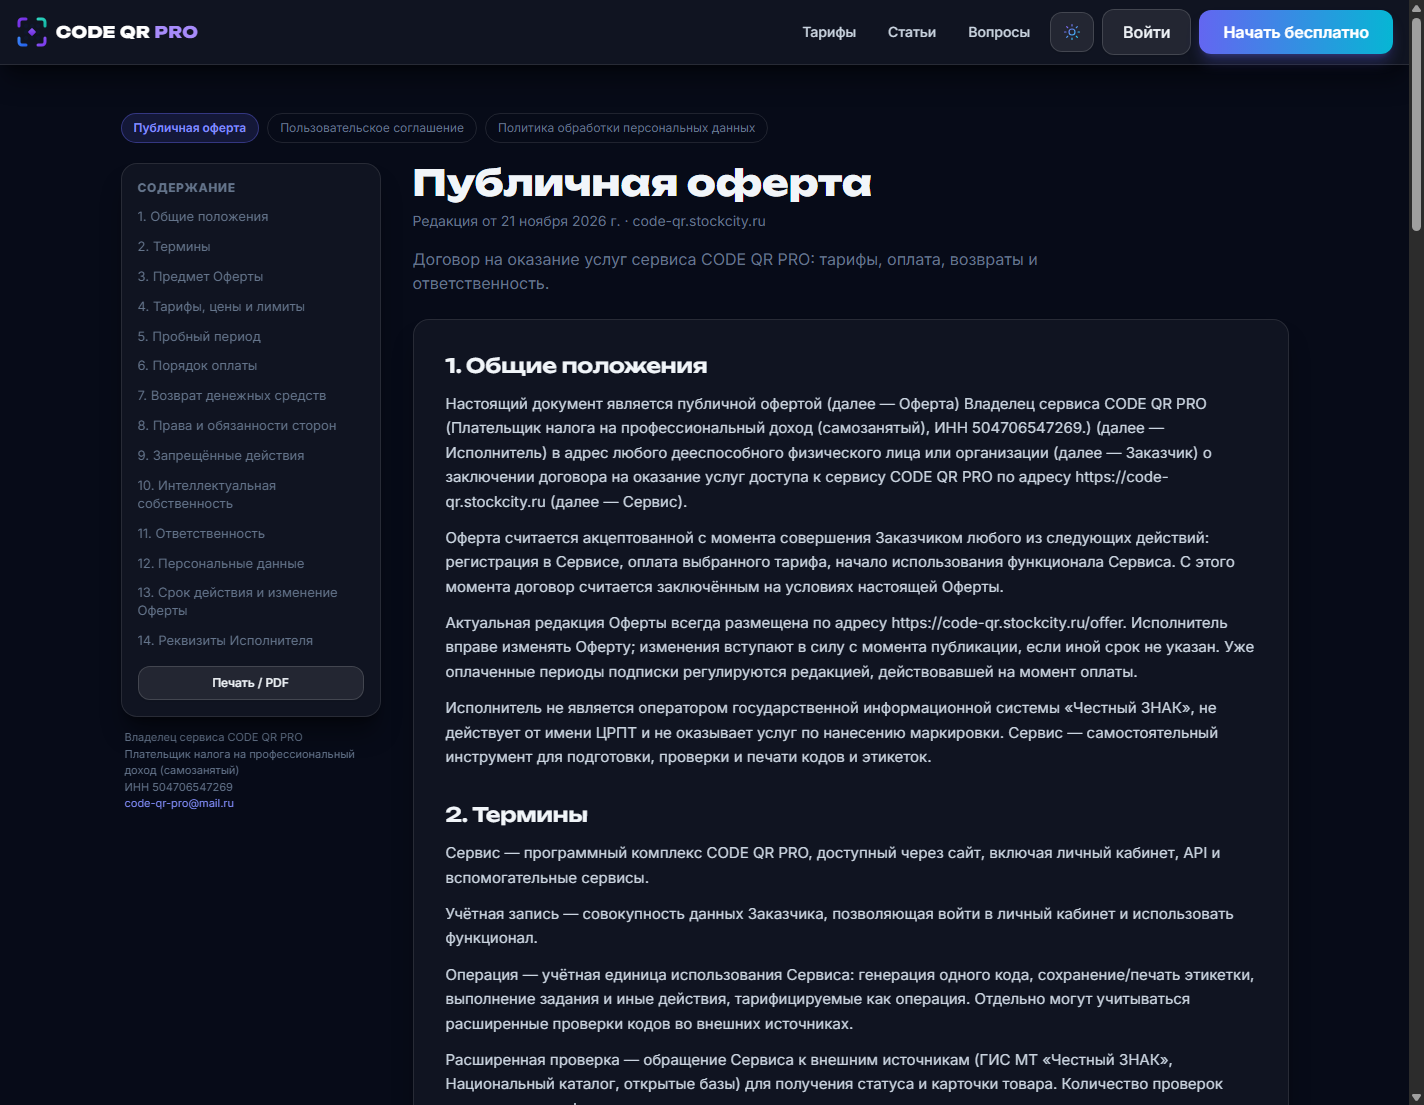 CODE QR PRO
Тарифы
Статьи
Вопросы
Войти
Начать бесплатно
Публичная оферта
Пользовательское соглашение
Политика обработки персональных данных
СОДЕРЖАНИЕ
1. Общие положения
2. Термины
3. Предмет Оферты
4. Тарифы, цены и лимиты
5. Пробный период
6. Порядок оплаты
7. Возврат денежных средств
8. Права и обязанности сторон
9. Запрещённые действия
10. Интеллектуальная
собственность
11. Ответственность
12. Персональные данные
13. Срок действия и изменение
Оферты
14. Реквизиты Исполнителя
Печать / PDF
Владелец сервиса CODE QR PRO
Плательщик налога на профессиональный
доход (самозанятый)
ИНН 504706547269
code-qr-pro@mail.ru
Публичная оферта
Редакция от 21 ноября 2026 г. · code-qr.stockcity.ru
Договор на оказание услуг сервиса CODE QR PRO: тарифы, оплата, возвраты и
ответственность.
1. Общие положения
Настоящий документ является публичной офертой (далее — Оферта) Владелец сервиса CODE QR PRO
(Плательщик налога на профессиональный доход (самозанятый), ИНН 504706547269.) (далее —
Исполнитель) в адрес любого дееспособного физического лица или организации (далее — Заказчик) о
заключении договора на оказание услуг доступа к сервису CODE QR PRO по адресу https://code-
qr.stockcity.ru (далее — Сервис).
Оферта считается акцептованной с момента совершения Заказчиком любого из следующих действий:
регистрация в Сервисе, оплата выбранного тарифа, начало использования функционала Сервиса. С этого
момента договор считается заключённым на условиях настоящей Оферты.
Актуальная редакция Оферты всегда размещена по адресу https://code-qr.stockcity.ru/offer. Исполнитель
вправе изменять Оферту; изменения вступают в силу с момента публикации, если иной срок не указан. Уже
оплаченные периоды подписки регулируются редакцией, действовавшей на момент оплаты.
Исполнитель не является оператором государственной информационной системы «Честный ЗНАК», не
действует от имени ЦРПТ и не оказывает услуг по нанесению маркировки. Сервис — самостоятельный
инструмент для подготовки, проверки и печати кодов и этикеток.
2. Термины
Сервис — программный комплекс CODE QR PRO, доступный через сайт, включая личный кабинет, API и
вспомогательные сервисы.
Учётная запись — совокупность данных Заказчика, позволяющая войти в личный кабинет и использовать
функционал.
Операция — учётная единица использования Сервиса: генерация одного кода, сохранение/печать этикетки,
выполнение задания и иные действия, тарифицируемые как операция. Отдельно могут учитываться
расширенные проверки кодов во внешних источниках.
Расширенная проверка — обращение Сервиса к внешним источникам (ГИС МТ «Честный ЗНАК»,
Национальный каталог, открытые базы) для получения статуса и карточки товара. Количество проверок